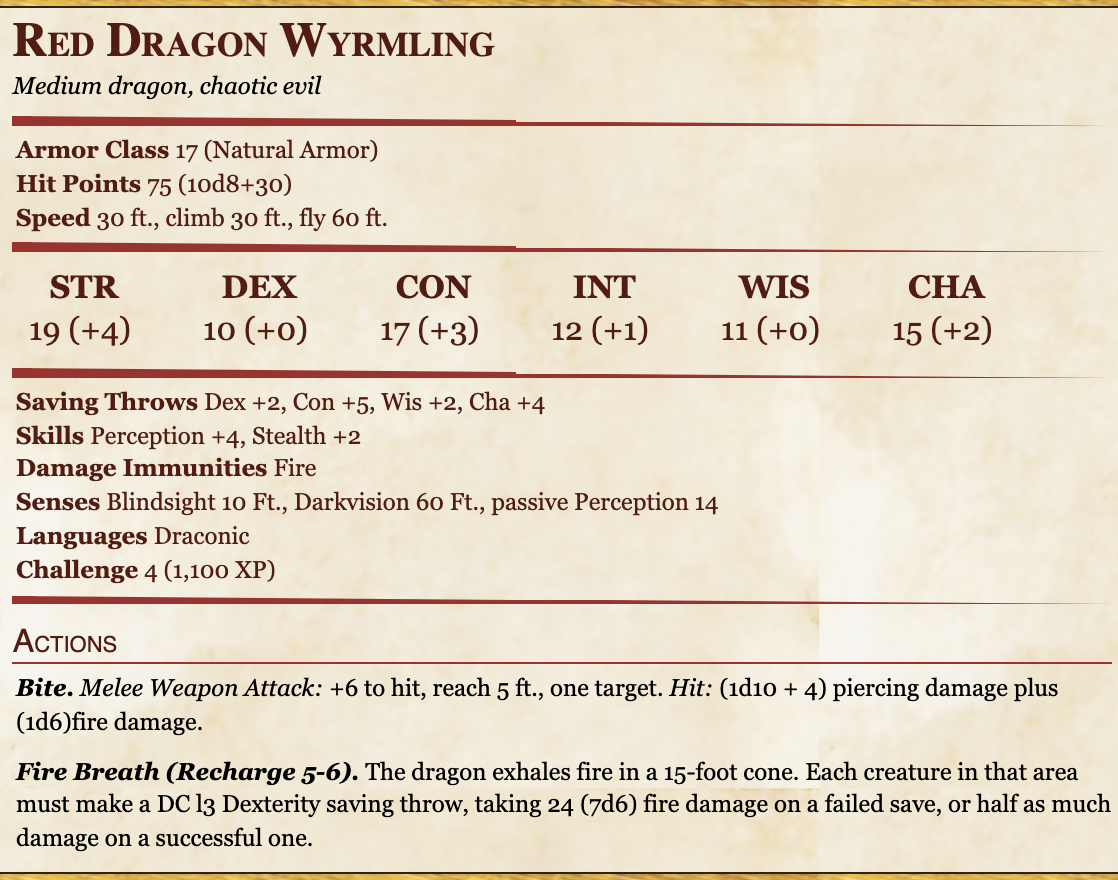 Red Dragon Wyrmling
Medium dragon, chaotic evil
Armor Class 17 (Natural Armor)
Hit Points 75 (10d8+30)
Speed 30 ft., climb 30 ft., fly 60 ft.
STR DEX CON INT WIS CHA
19 (+4) 10 (+0) 17 (+3) 12 (+1) 11 (+0) 15 (+2)
Saving Throws Dex +2, Con +5, Wis +2, Cha +4
Skills Perception +4, Stealth +2
Damage Immunities Fire
Senses Blindsight 10 Ft., Darkvision 60 Ft., passive Perception 14
Languages Draconic
Challenge 4 (1,100 XP)
Actions
Bite. Melee Weapon Attack: +6 to hit, reach 5 ft., one target. Hit: (1d10 + 4) piercing damage plus
(1d6)fire damage.
Fire Breath (Recharge 5-6). The dragon exhales fire in a 15-foot cone. Each creature in that area
must make a DC l3 Dexterity saving throw, taking 24 (7d6) fire damage on a failed save, or half as much
damage on a successful one.